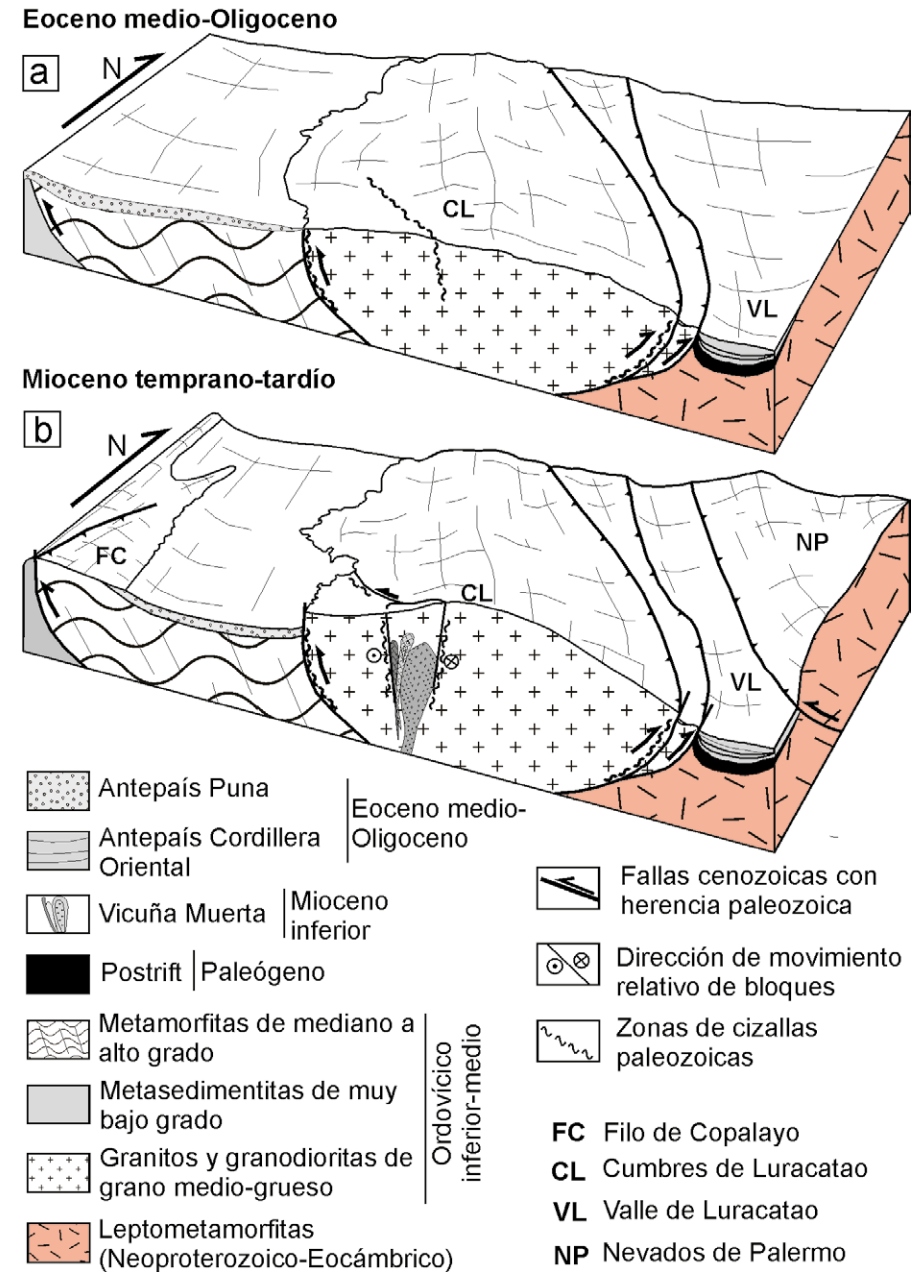 Eoceno medio-Oligoceno
a
N
CL
VL
Mioceno temprano-tardío
b
N
FC
CL
NP
VL
Antepaís Puna
Antepaís Cordillera
Oriental
Eoceno medio-
Oligoceno
Vicuña Muerta
Mioceno
inferior
Postrift
Paleógeno
Metamorfitas de mediano a
alto grado
Metasedimentitas de muy
bajo grado
Granitos y granodioritas de
grano medio-grueso
Ordovícico
inferior-medio
Leptometamorfitas
(Neoproterozoico-Eocámbrico)
Fallas cenozoicas con
herencia paleozoica
Dirección de movimiento
relativo de bloques
Zonas de cizallas
paleozoicas
FC Filo de Copalayo
CL Cumbres de Luracatao
VL Valle de Luracatao
NP Nevados de Palermo